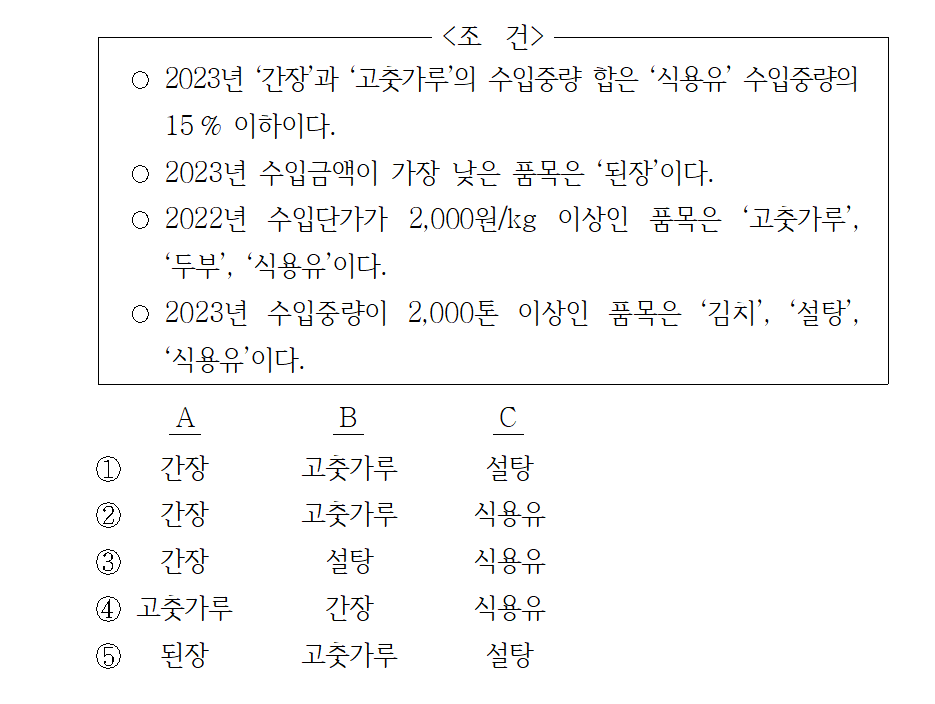 <조 건>
○ 2023년 ‘간장’과 ‘고춧가루’의 수입중량 합은 ‘식용유’ 수입중량의
15 % 이하이다.
○ 2023년 수입금액이 가장 낮은 품목은 ‘된장’이다.
○ 2022년 수입단가가 2,000원/kg 이상인 품목은 ‘고춧가루’,
‘두부’, ‘식용유’이다.
○ 2023년 수입중량이 2,000톤 이상인 품목은 ‘김치’, ‘설탕’,
‘식용유’이다.
A B C
① 간장 고춧가루 설탕
② 간장 고춧가루 식용유
③ 간장 설탕 식용유
④ 고춧가루 간장 식용유
⑤ 된장 고춧가루 설탕